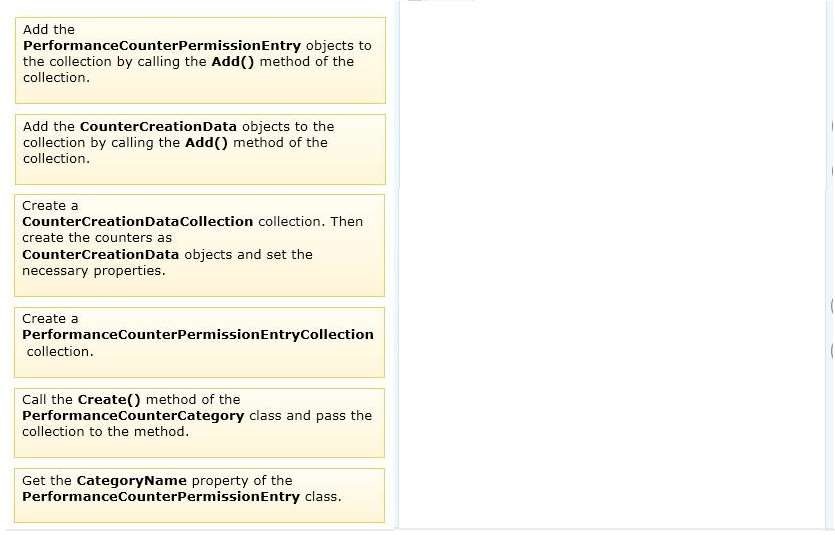 Add the
PerformanceCounterPermissionEntry objects to
the collection by calling the Add() method of the
collection.
Add the CounterCreationData objects to the
collection by calling the Add() method of the
collection.
Create a
CounterCreationDataCollection collection. Then
create the counters as
CounterCreationData objects and set the
necessary properties.
Create a
PerformanceCounterPermissionEntryCollection
collection.
Call the Create() method of the
PerformanceCounterCategory class and pass the
collection to the method.
Get the CategoryName property of the
PerformanceCounterPermissionEntry class.